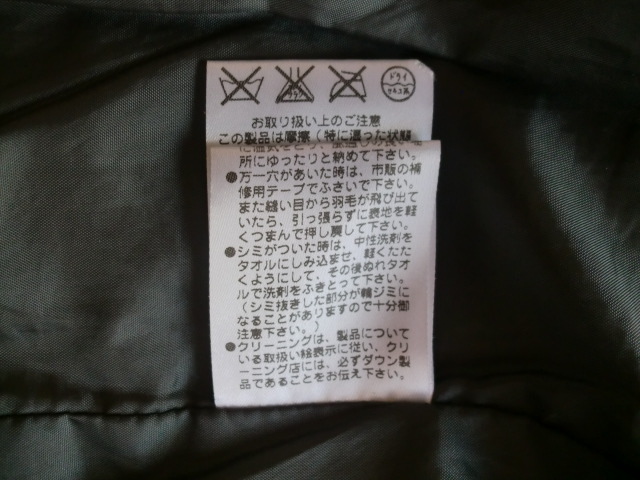 ドライ
セキユ系
お取り扱い上のご注意
この製品は摩擦(特に湿った状態
所にゆったりと納めて下さい。
●万一穴があいた時は、市販の補
修用テープでふさいで下さい。
また縫い目から羽毛が飛び出て
いたら、引っ張らずに表地を軽
くつまんで押し戻して下さい。
●シミがついた時は、中性洗剤を
タオルにしみ込ませ、軽くたた
くようにして、その後ぬれタオ
ルで洗剤をふきとって下さい。
(シミ抜きした部分が輪ジミに
なることがありますので十分御
注意下さい。)
●クリーニングは、製品について
いる取扱い絵表示に従い、クリ
ーニング店には、必ずダウン製
品であることをお伝え下さい。